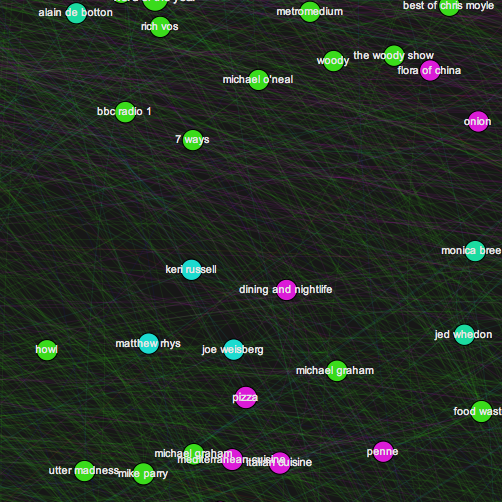 alain de botton
metromedium
best of chris moyle
rich vos
woody
the woody show
flora of china
michael o'neal
bbc radio 1
onion
7 ways
monica bree
keri russell
dining and nightlife
jed whedon
howl
matthew rhys
joe weisberg
michael graham
pizza
food wast
penne
michael graham
mediterranean cuisine
italian cuisine
utter madness
mike parry